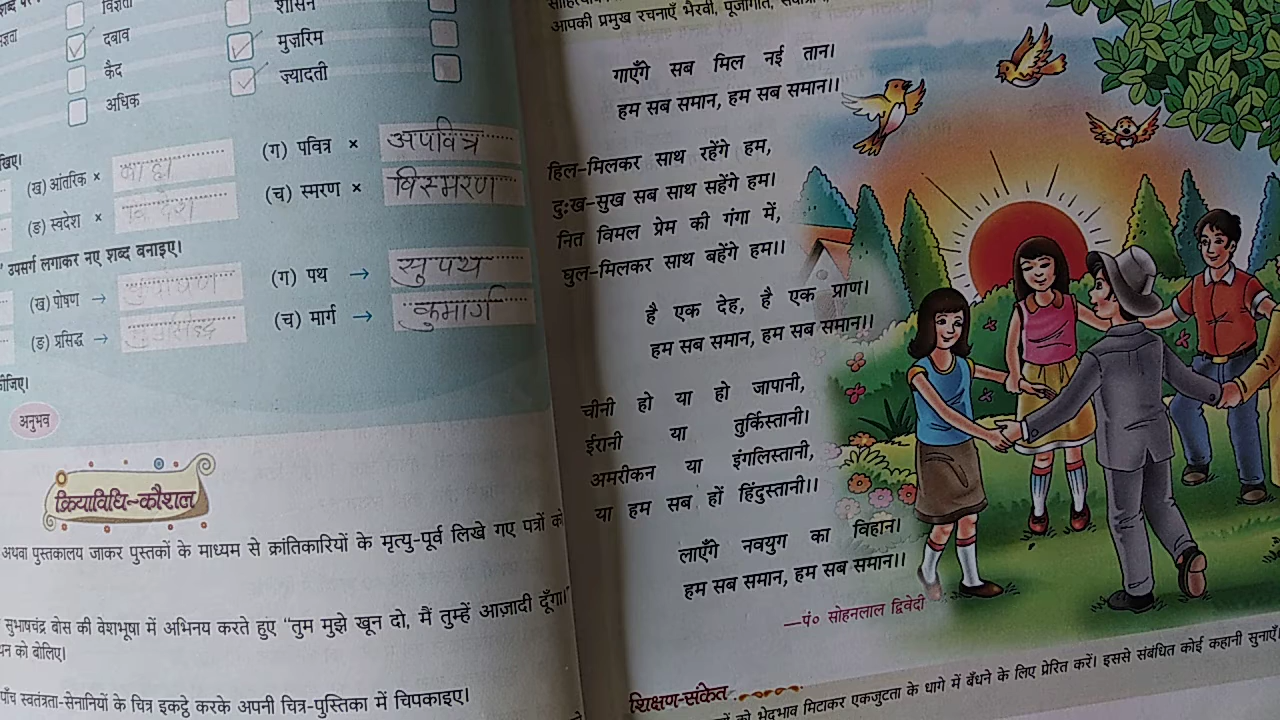 विज्ञता
शासन
दबाव
मुज़रिम
कैद
ज़्यादती
अधिक
(ख) आंतरिक ×
(ग) पवित्र × अपवित्र
(ङ) स्वदेश ×
(च) स्मरण × विस्मरण
उपसर्ग लगाकर नए शब्द बनाइए।
(ख) पोषण →
(ग) पथ → सुपथ
(ङ) प्रसिद्ध →
(च) मार्ग → कुमार्ग
अनुभव
क्रियाविधि-कौशल
अथवा पुस्तकालय जाकर पुस्तकों के माध्यम से क्रांतिकारियों के मृत्यु-पूर्व लिखे गए पत्रों को
सुभाषचंद्र बोस की वेशभूषा में अभिनय करते हुए "तुम मुझे खून दो, मैं तुम्हें आज़ादी दूँगा।"
को बोलिए।
पाँच स्वतंत्रता-सेनानियों के चित्र इकट्ठे करके अपनी चित्र-पुस्तिका में चिपकाइए।
आपकी प्रमुख रचनाएँ भैरवी, पूजागीत,
गाएँगे सब मिल नई तान।
हम सब समान, हम सब समान।।
हिल-मिलकर साथ रहेंगे हम,
दुःख-सुख सब साथ सहेंगे हम।
नित विमल प्रेम की गंगा में,
घुल-मिलकर साथ बहेंगे हम।।
है एक देह, है एक प्राण।
हम सब समान, हम सब समान।।
चीनी हो या हो जापानी,
ईरानी या तुर्किस्तानी।
अमरीकन या इंगलिस्तानी,
या हम सब हों हिंदुस्तानी।।
लाएँगे नवयुग का विहान।
हम सब समान, हम सब समान।।
—पं० सोहनलाल द्विवेदी
शिक्षण-संकेत
को भेदभाव मिटाकर एकजुटता के धागे में बँधने के लिए प्रेरित करें। इससे संबंधित कोई कहानी सुनाएँ।